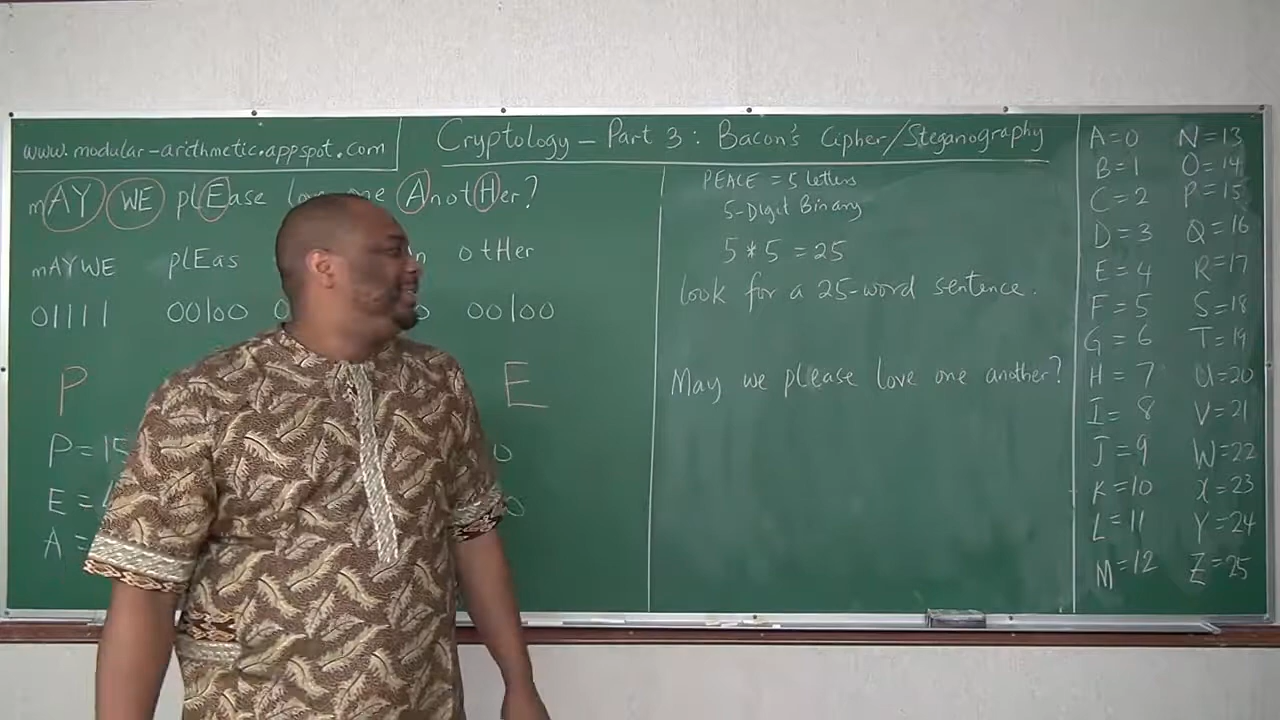 www.modular-arithmetic.appspot.com
Cryptology - Part 3 : Bacon's Cipher/Steganography
mAY WE plEase AnotHer?
mAYWE plEas otHer
01111 00100 00100
P E
P = 15
E =
A =
PEACE = 5 letters
5-Digit Binary
5 * 5 = 25
Look for a 25-word sentence.
May we please love one another?
A=0 N=13
B=1 O=14
C=2 P=15
D=3 Q=16
E=4 R=17
F=5 S=18
G=6 T=19
H=7 U=20
I=8 V=21
J=9 W=22
K=10 X=23
L=11 Y=24
M=12 Z=25